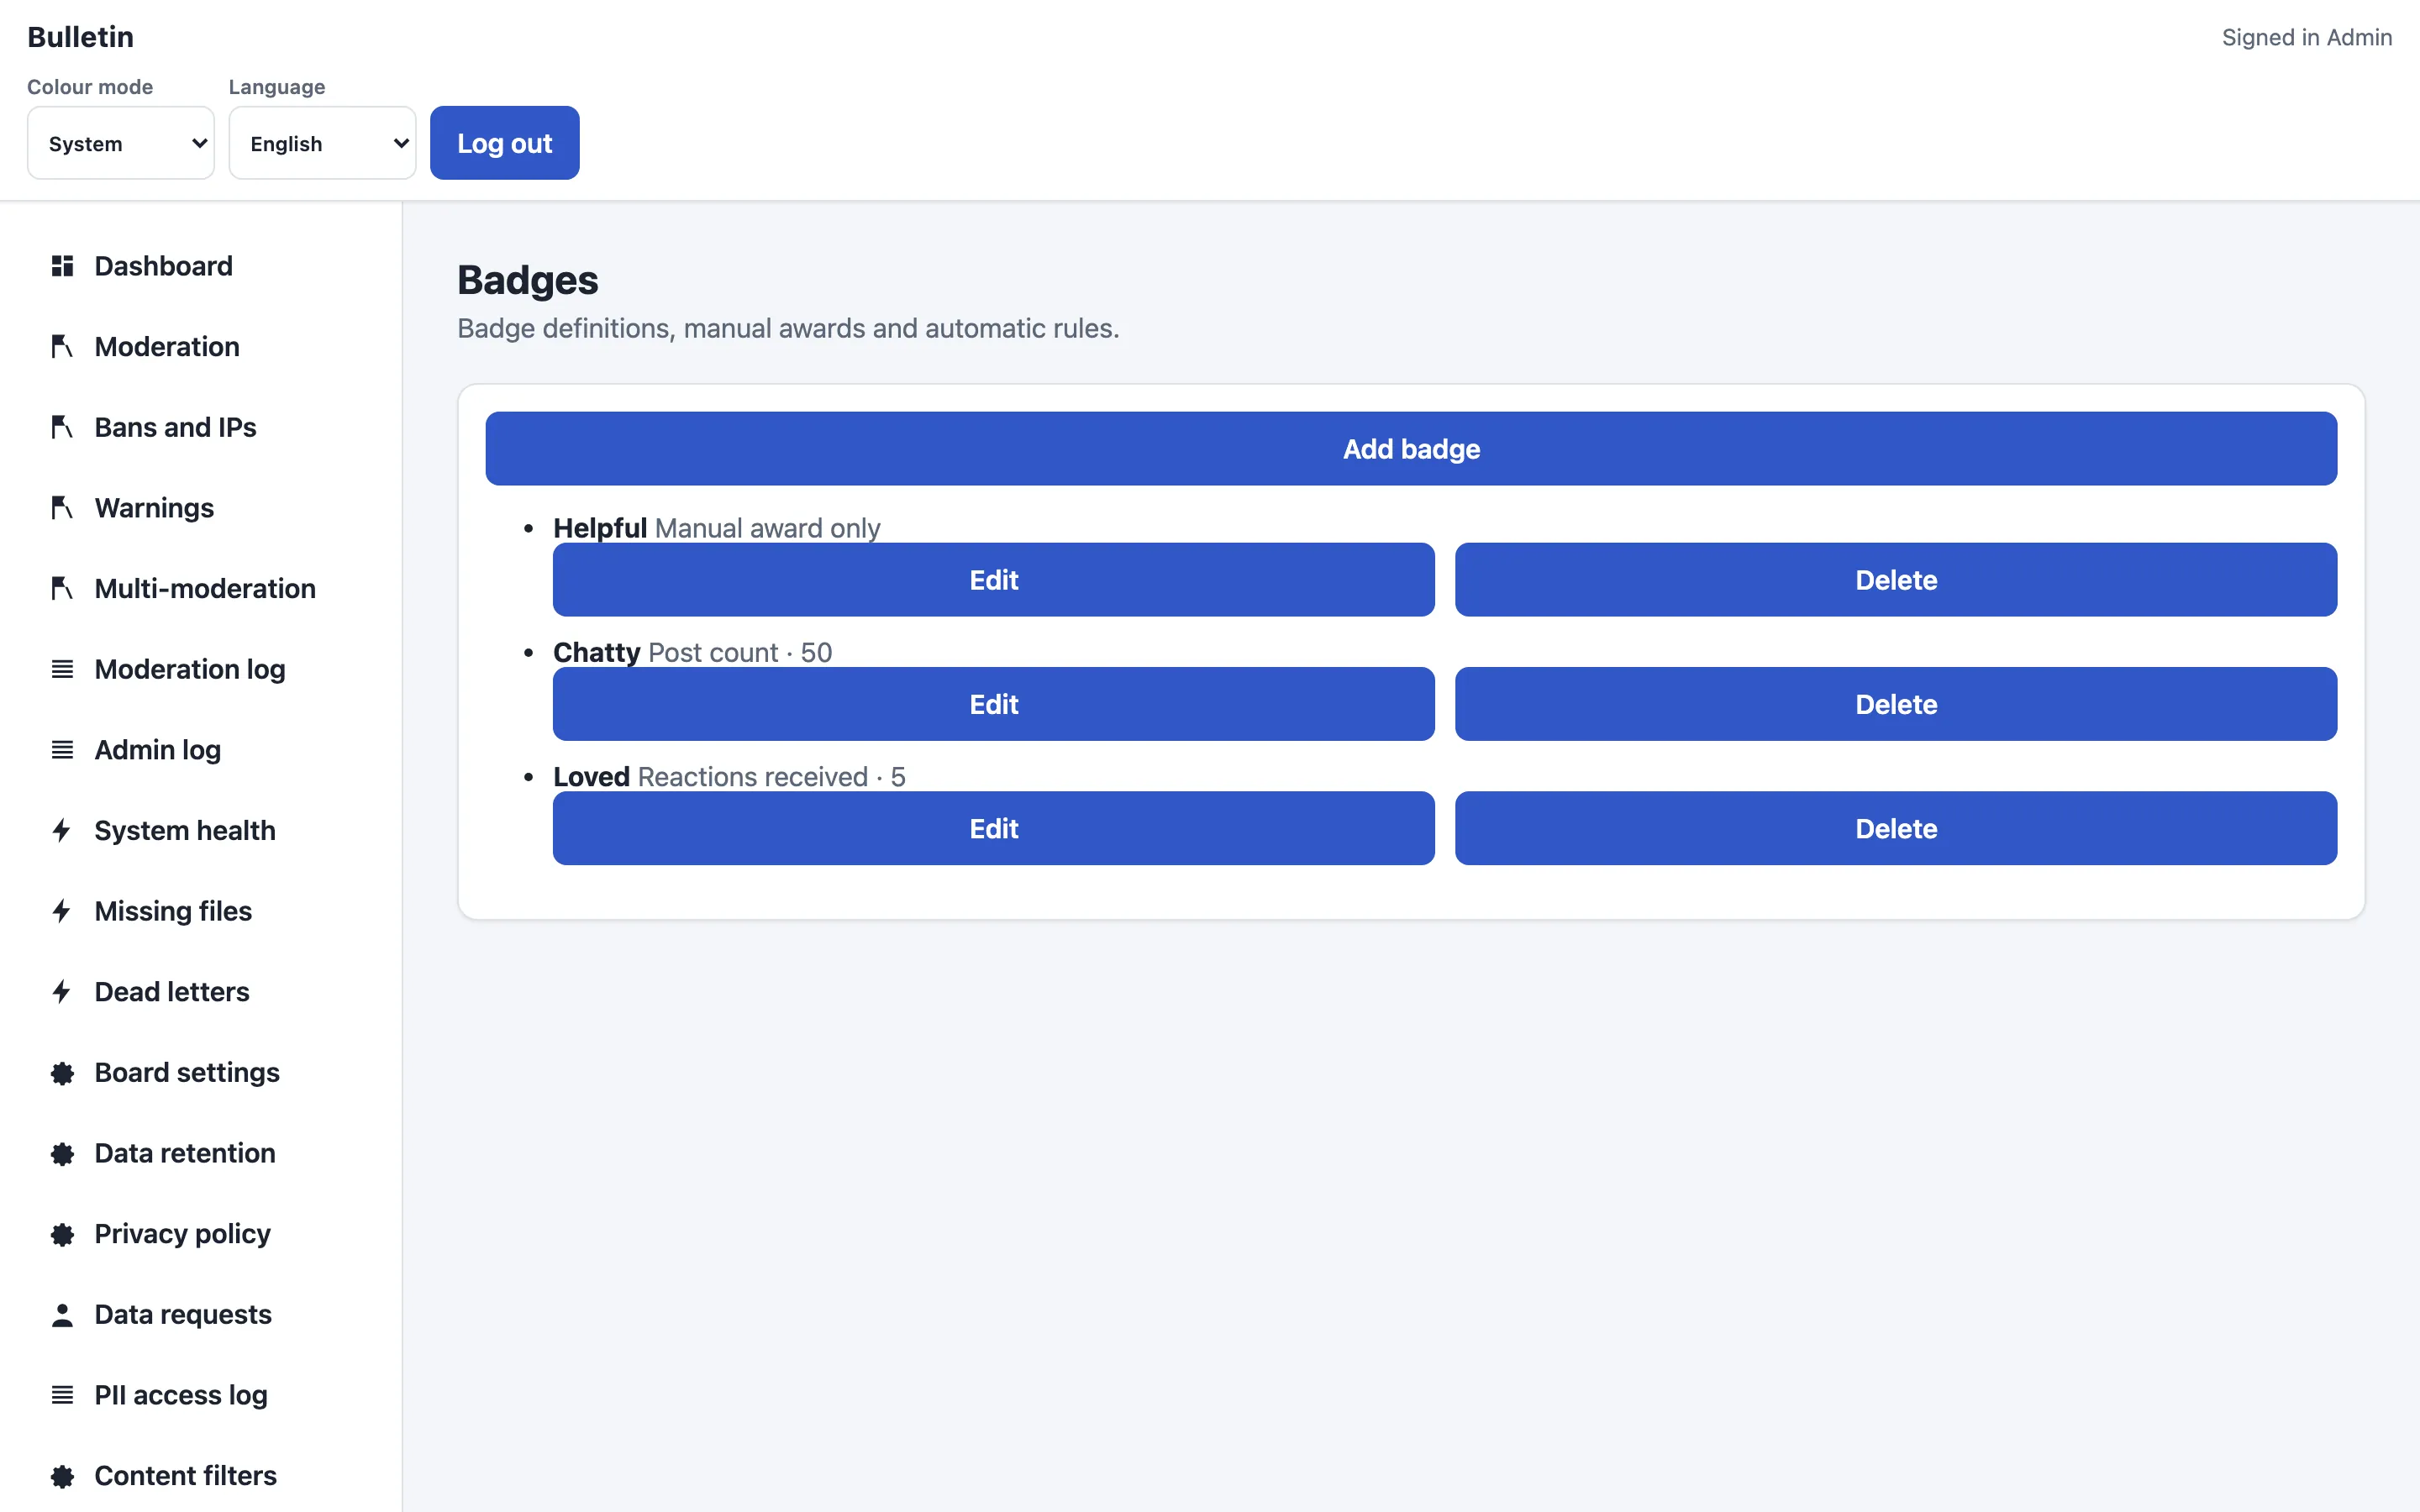 Bulletin
Signed in Admin
Colour mode
Language
System
English
Log out
Dashboard
Moderation
Bans and IPs
Warnings
Multi-moderation
Moderation log
Admin log
System health
Missing files
Dead letters
Board settings
Data retention
Privacy policy
Data requests
PII access log
Content filters
Badges
Badge definitions, manual awards and automatic rules.
Add badge
Helpful Manual award only
Edit
Delete
Chatty Post count · 50
Edit
Delete
Loved Reactions received · 5
Edit
Delete